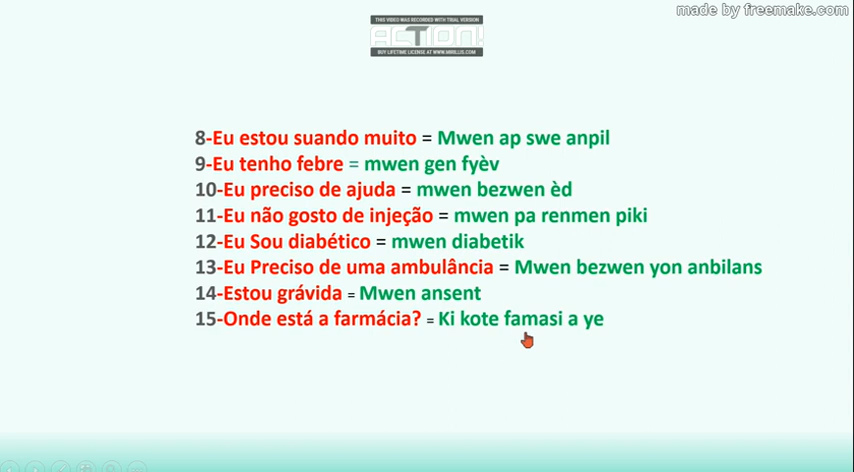 made by freemake.com
THIS VIDEO WAS RECORDED WITH TRIAL VERSION
ACTION!
BUY LIFETIME LICENSE AT WWW.MIRILLIS.COM
8-Eu estou suando muito = Mwen ap swe anpil
9-Eu tenho febre = mwen gen fyèv
10-Eu preciso de ajuda = mwen bezwen èd
11-Eu não gosto de injeção = mwen pa renmen piki
12-Eu Sou diabético = mwen diabetik
13-Eu Preciso de uma ambulância = Mwen bezwen yon anbilans
14-Estou grávida = Mwen ansent
15-Onde está a farmácia? = Ki kote famasi a ye